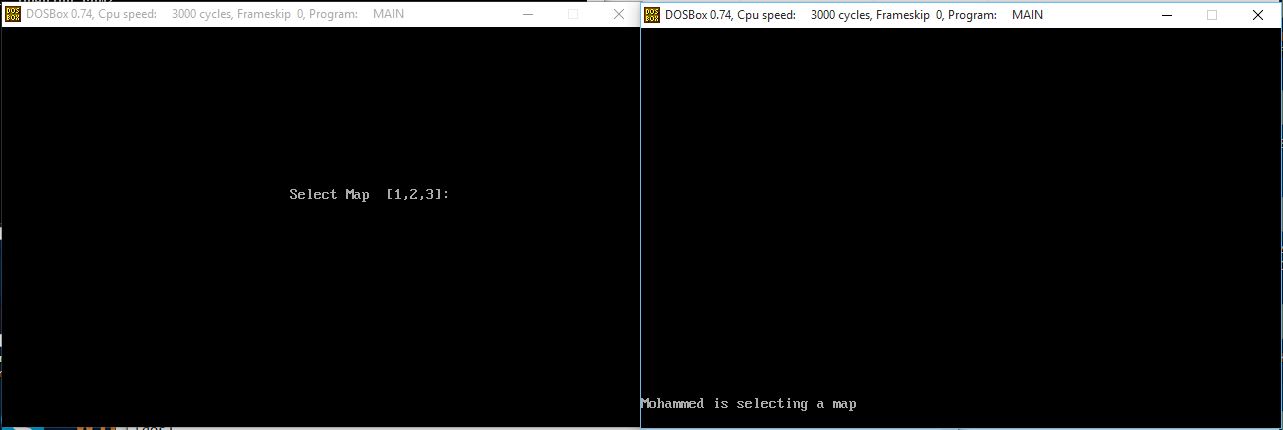 DOSBox 0.74, Cpu speed: 3000 cycles, Frameskip 0, Program: MAIN
Select Map [1,2,3]:
DOSBox 0.74, Cpu speed: 3000 cycles, Frameskip 0, Program: MAIN
Mohammed is selecting a map